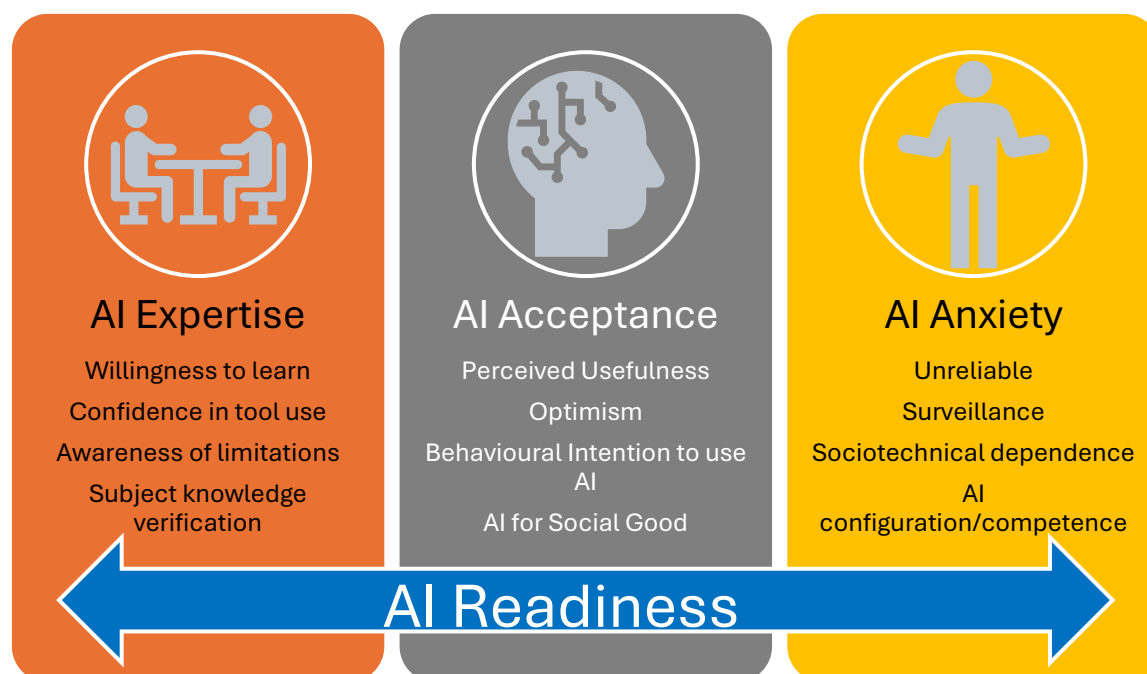 AI Expertise
Willingness to learn
Confidence in tool use
Awareness of limitations
Subject knowledge
verification
AI Acceptance
Perceived Usefulness
Optimism
Behavioural Intention to use
AI
AI for Social Good
AI Anxiety
Unreliable
Surveillance
Sociotechnical dependence
AI
configuration/competence
AI Readiness